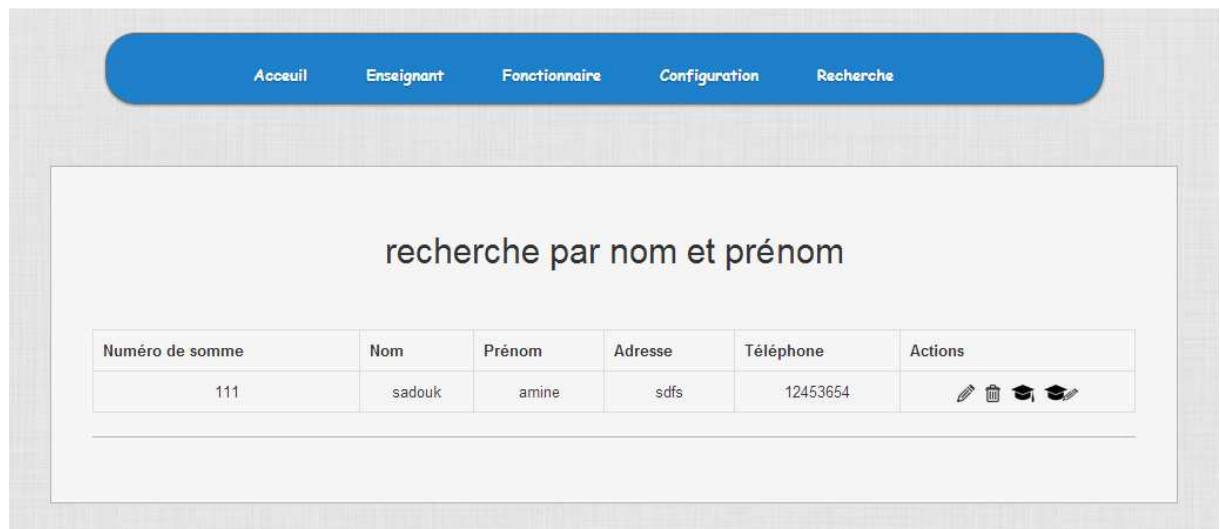 Acceuil Enseignant Fonctionnaire Configuration Recherche
recherche par nom et prénom
Numéro de somme Nom Prénom Adresse Téléphone Actions
111 sadouk amine sdfs 12453654